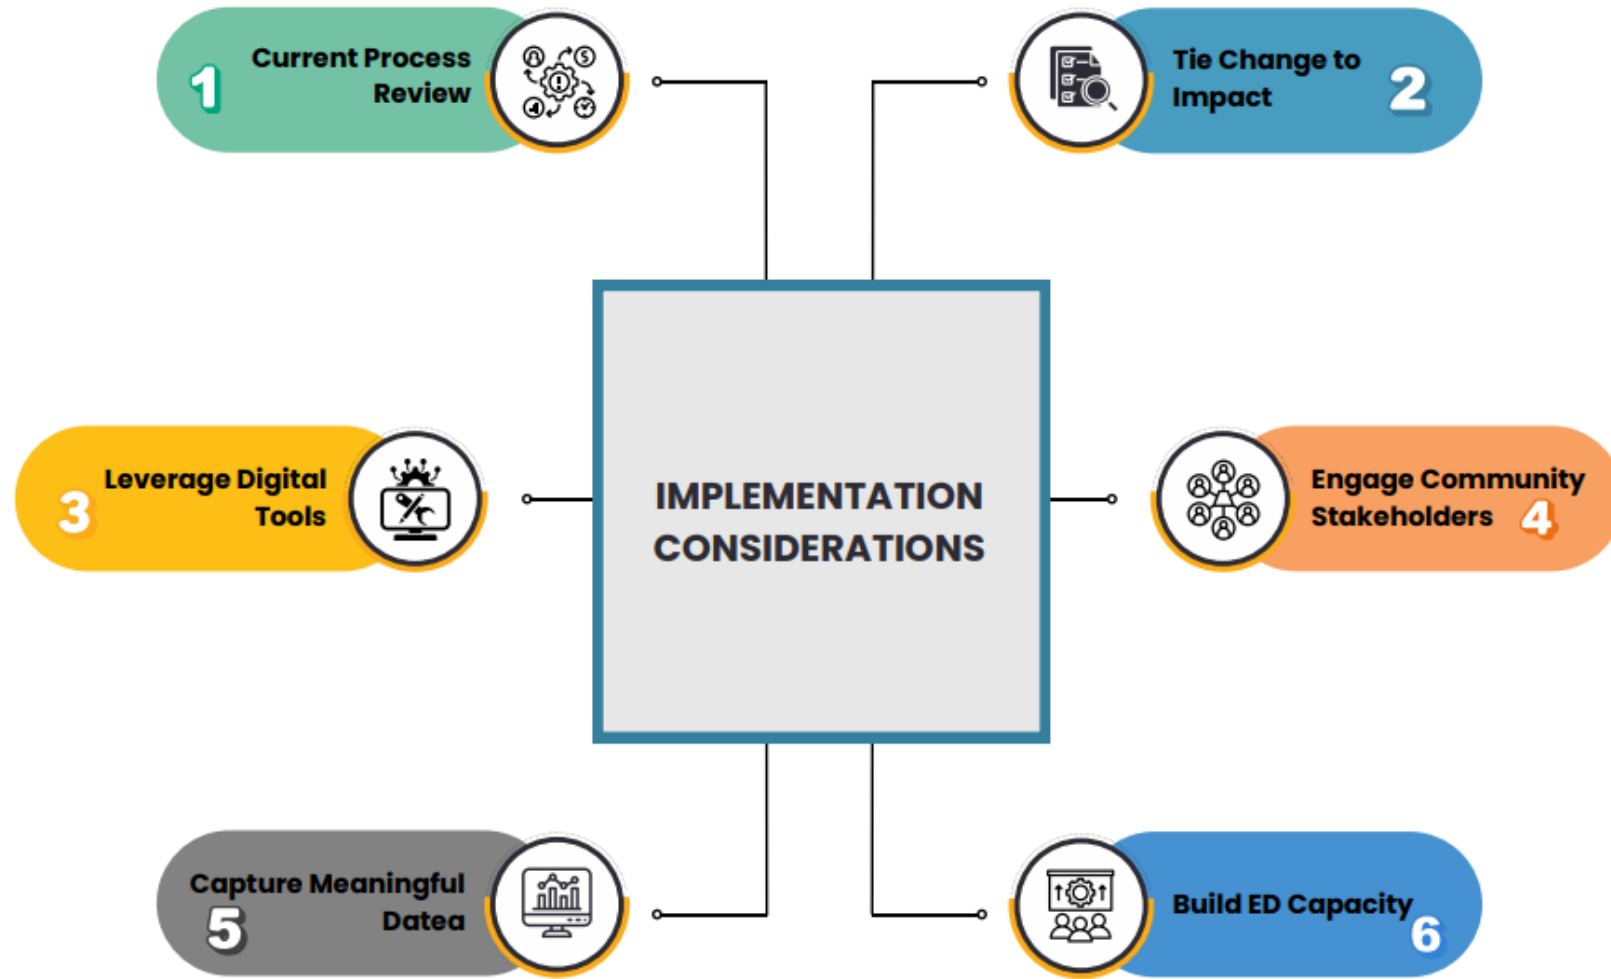 Current Process
Review
1
Tie Change to
Impact
2
Leverage Digital
Tools
3
IMPLEMENTATION
CONSIDERATIONS
Engage Community
Stakeholders
4
Capture Meaningful
Datea
5
Build ED Capacity
6